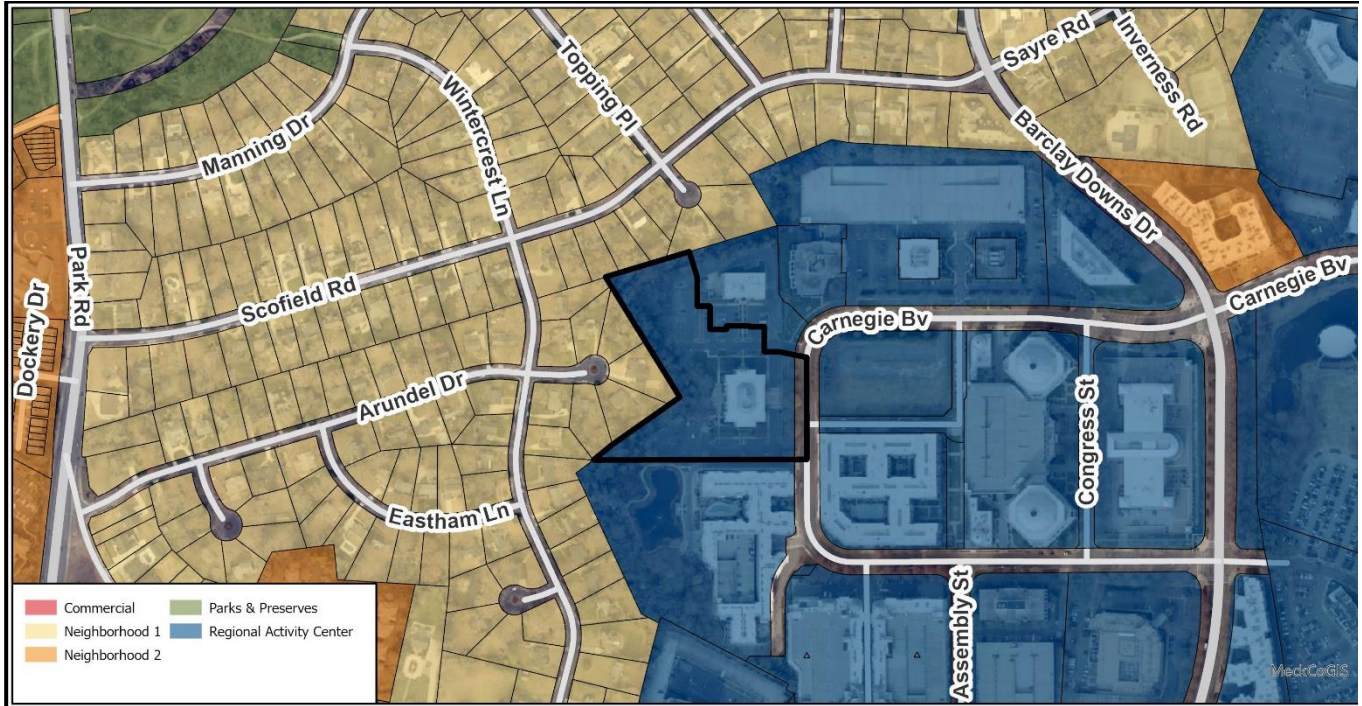 Sayre Rd
Inverness Rd
Topping Pl
Wintercrest Ln
Manning Dr
Barclay Downs Dr
Park Rd
Scofield Rd
Dockery Dr
Carnegie Bv
Carnegie Bv
Arundel Dr
Congress St
Eastham Ln
Assembly St
Commercial
Neighborhood 1
Neighborhood 2
Parks & Preserves
Regional Activity Center
MeckCoGIS